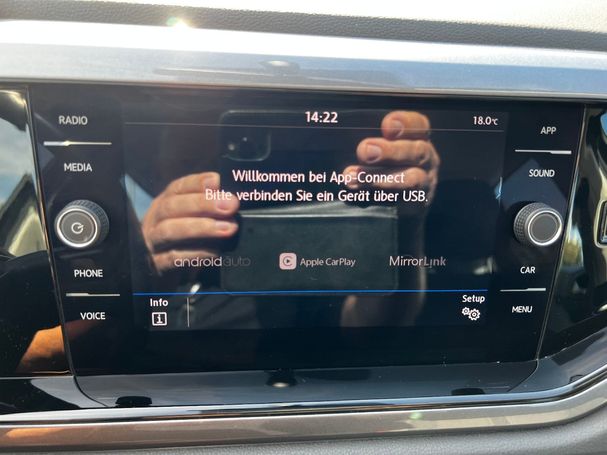 RADIO
MEDIA
PHONE
VOICE
14:22
18.0°C
Willkommen bei App-Connect
Bitte verbinden Sie ein Gerät über USB.
androidauto
Apple CarPlay
MirrorLink
Info
Setup
APP
SOUND
CAR
MENU